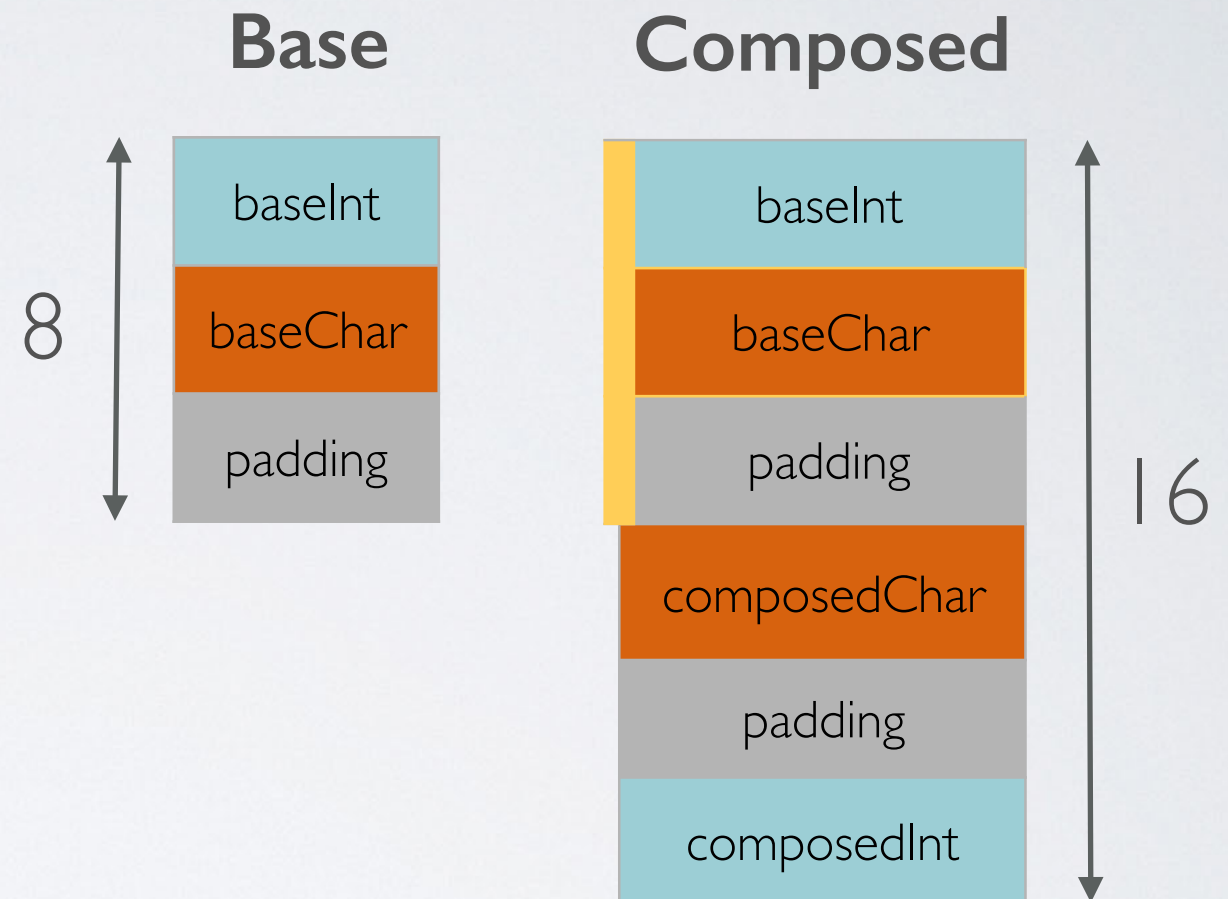 Base
Composed
8
baseInt
baseChar
padding
baseInt
baseChar
padding
composedChar
padding
composedInt
16